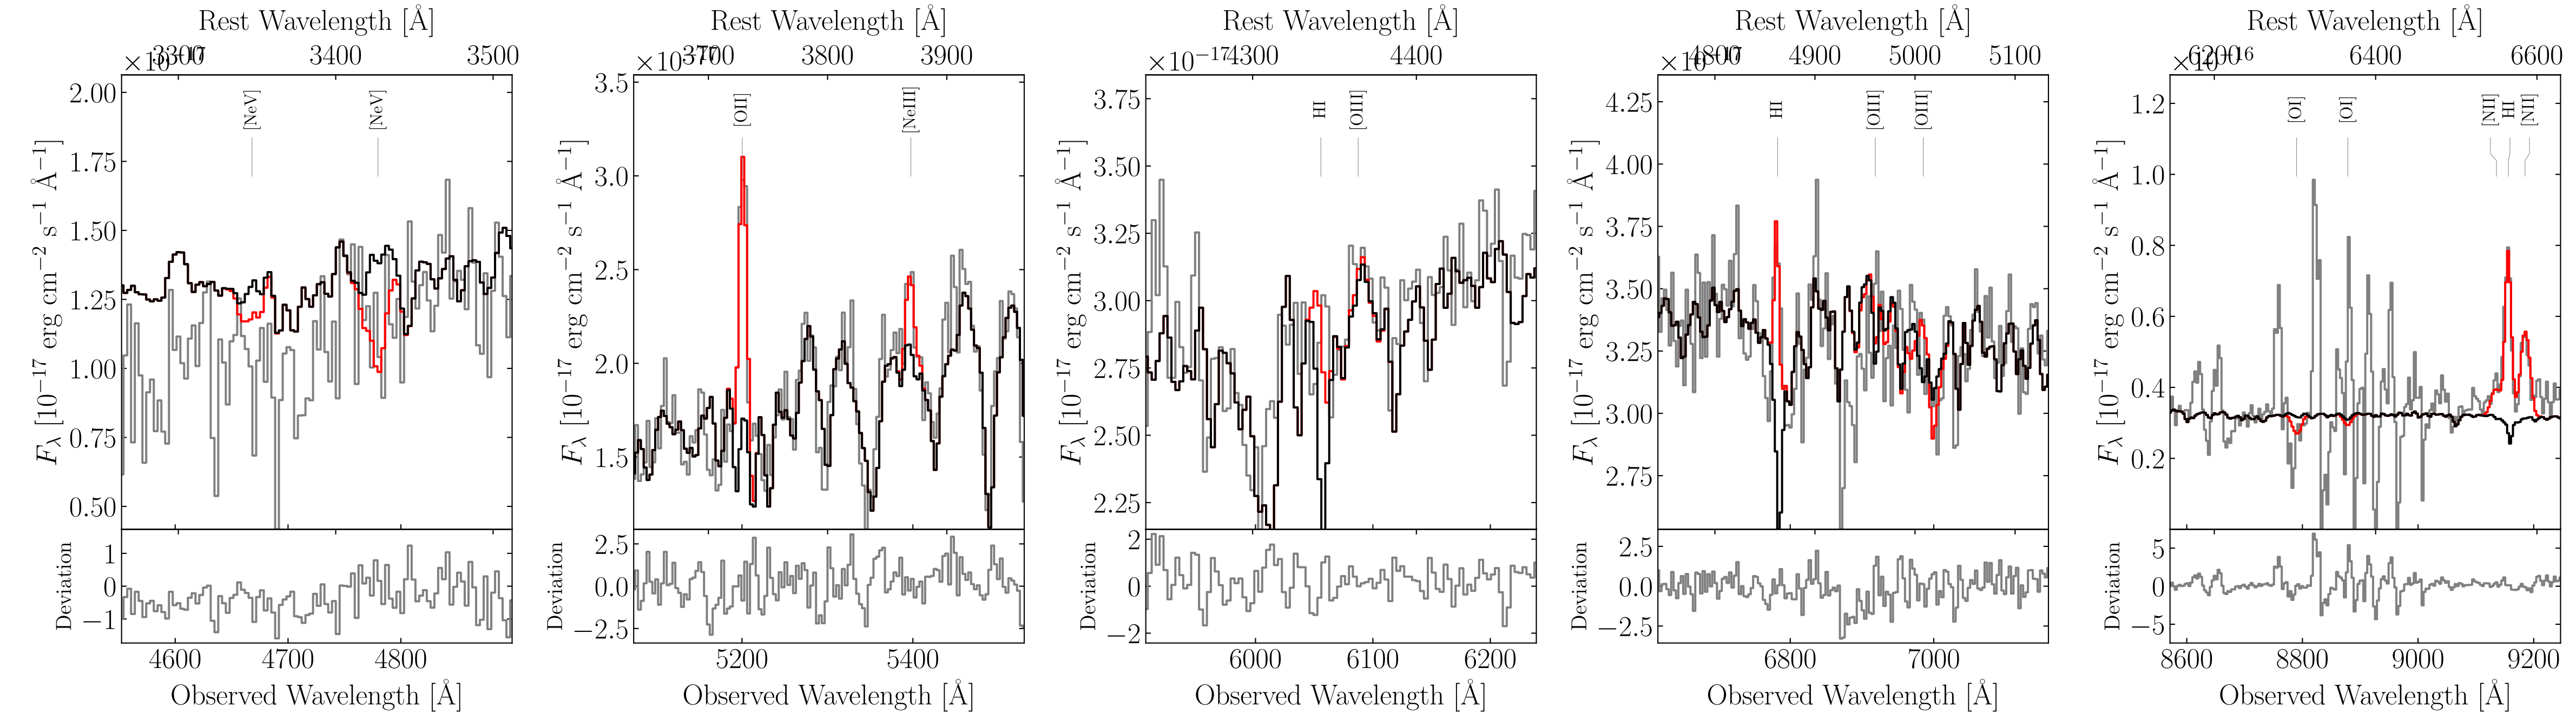 Rest Wavelength [Å] Rest Wavelength [Å] Rest Wavelength [Å] Rest Wavelength [Å] Rest Wavelength [Å]
3400 3500 3800 3900 4300 4400 4900 5000 5100 6400 6600
×10⁻¹⁷
[NeV] [NeV] [OII] [NeIII] HI [OIII] HI [OIII] [OIII] [OI] [OI] [NII] HI [NII]
F_λ [10⁻¹⁷ erg cm⁻² s⁻¹ Å⁻¹]
2.00
1.75
1.50
1.25
1.00
0.75
0.50
Deviation
1
0
−1
4600 4700 4800
Observed Wavelength [Å]
F_λ [10⁻¹⁷ erg cm⁻² s⁻¹ Å⁻¹]
3.5
3.0
2.5
2.0
1.5
Deviation
2.5
0.0
−2.5
5200 5400
Observed Wavelength [Å]
F_λ [10⁻¹⁷ erg cm⁻² s⁻¹ Å⁻¹]
3.75
3.50
3.25
3.00
2.75
2.50
2.25
Deviation
2
0
−2
6000 6100 6200
Observed Wavelength [Å]
F_λ [10⁻¹⁷ erg cm⁻² s⁻¹ Å⁻¹]
4.25
4.00
3.75
3.50
3.25
3.00
2.75
Deviation
2.5
0.0
−2.5
6800 7000
Observed Wavelength [Å]
F_λ [10⁻¹⁷ erg cm⁻² s⁻¹ Å⁻¹]
1.2
1.0
0.8
0.6
0.4
0.2
Deviation
5
0
−5
8600 8800 9000 9200
Observed Wavelength [Å]